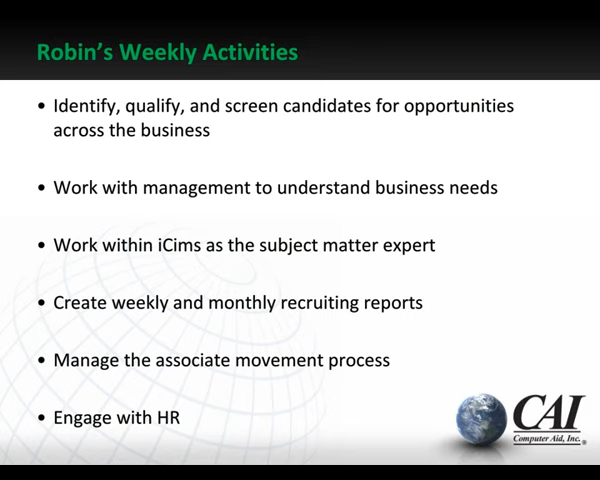 Robin’s Weekly Activities
• Identify, qualify, and screen candidates for opportunities
across the business
• Work with management to understand business needs
• Work within iCims as the subject matter expert
• Create weekly and monthly recruiting reports
• Manage the associate movement process
• Engage with HR
CAI
Computer Aid, Inc.®